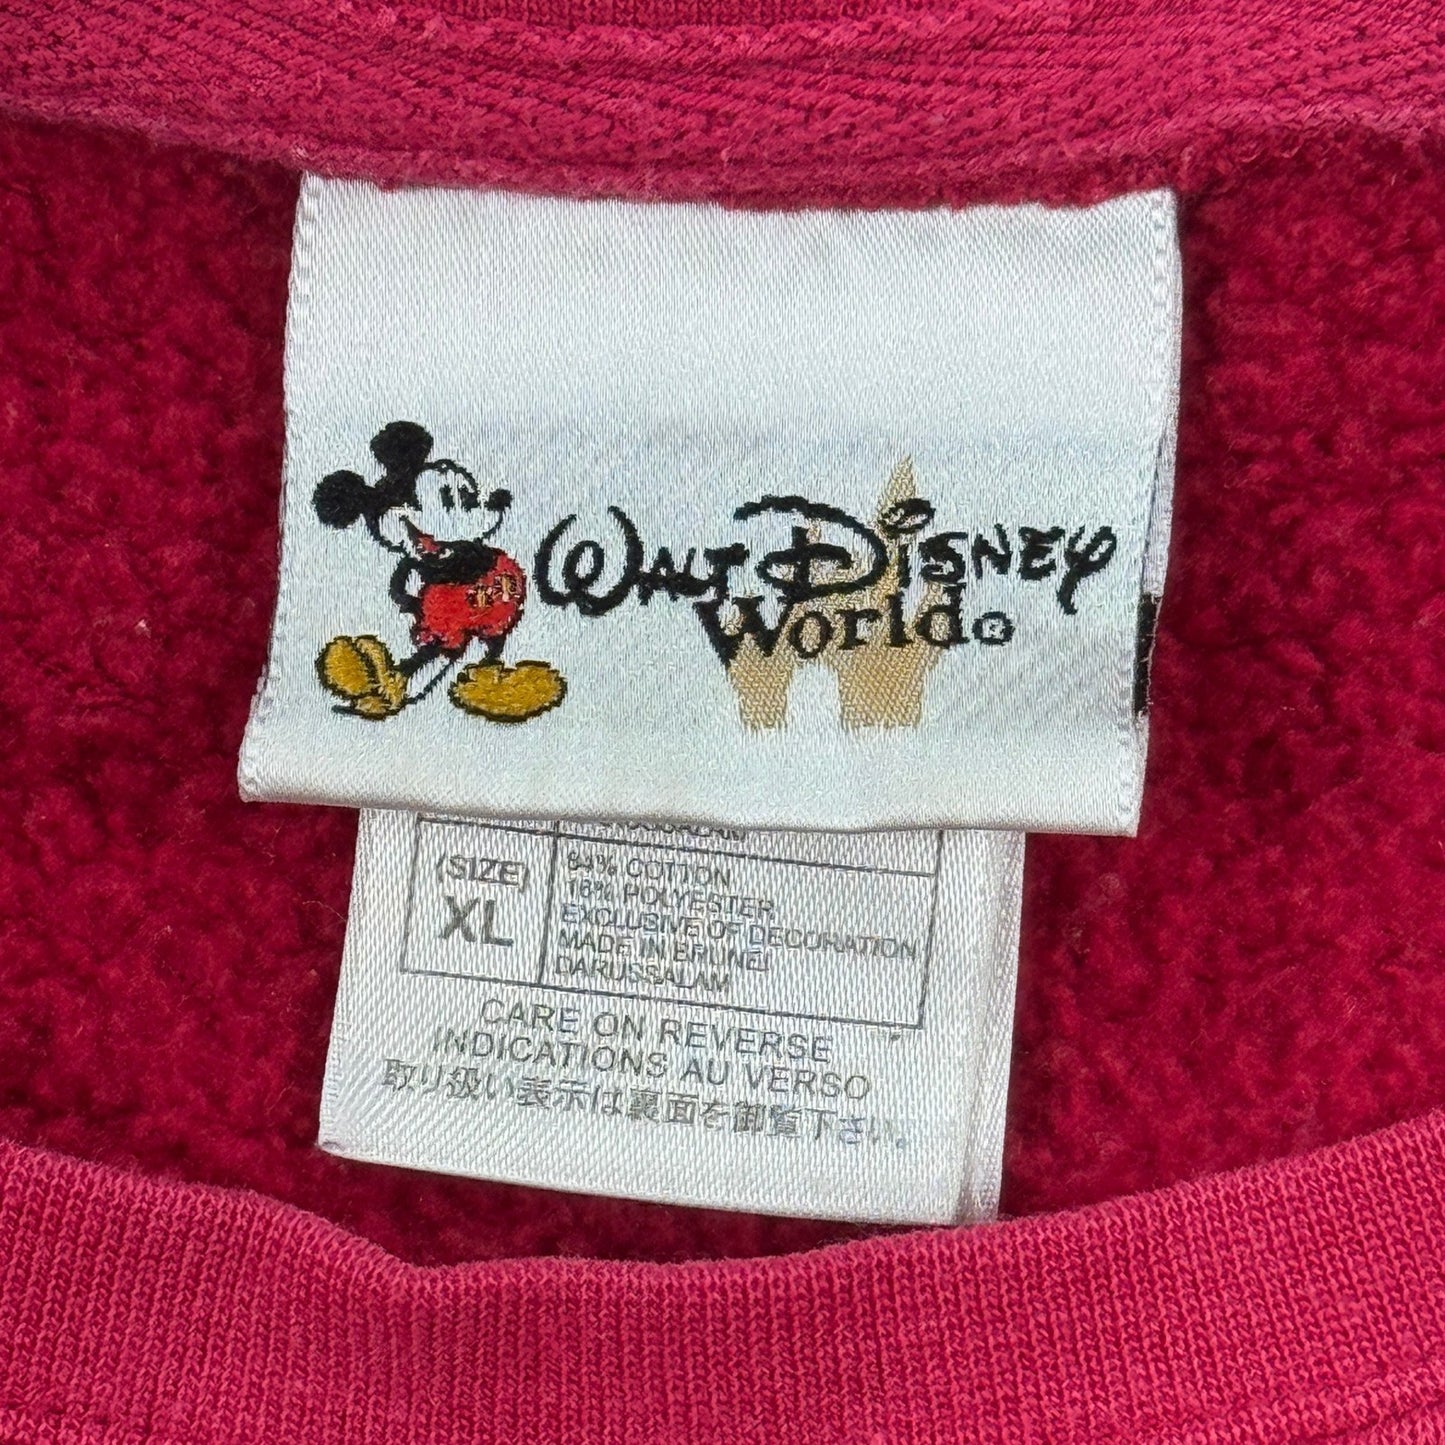 WALT DISNEY
World®
(SIZE)
XL
84% COTTON
16% POLYESTER
EXCLUSIVE OF DECORATION
MADE IN BRUNEI
DARUSSALAM
CARE ON REVERSE
INDICATIONS AU VERSO
取り扱い表示は裏面を御覧下さい。